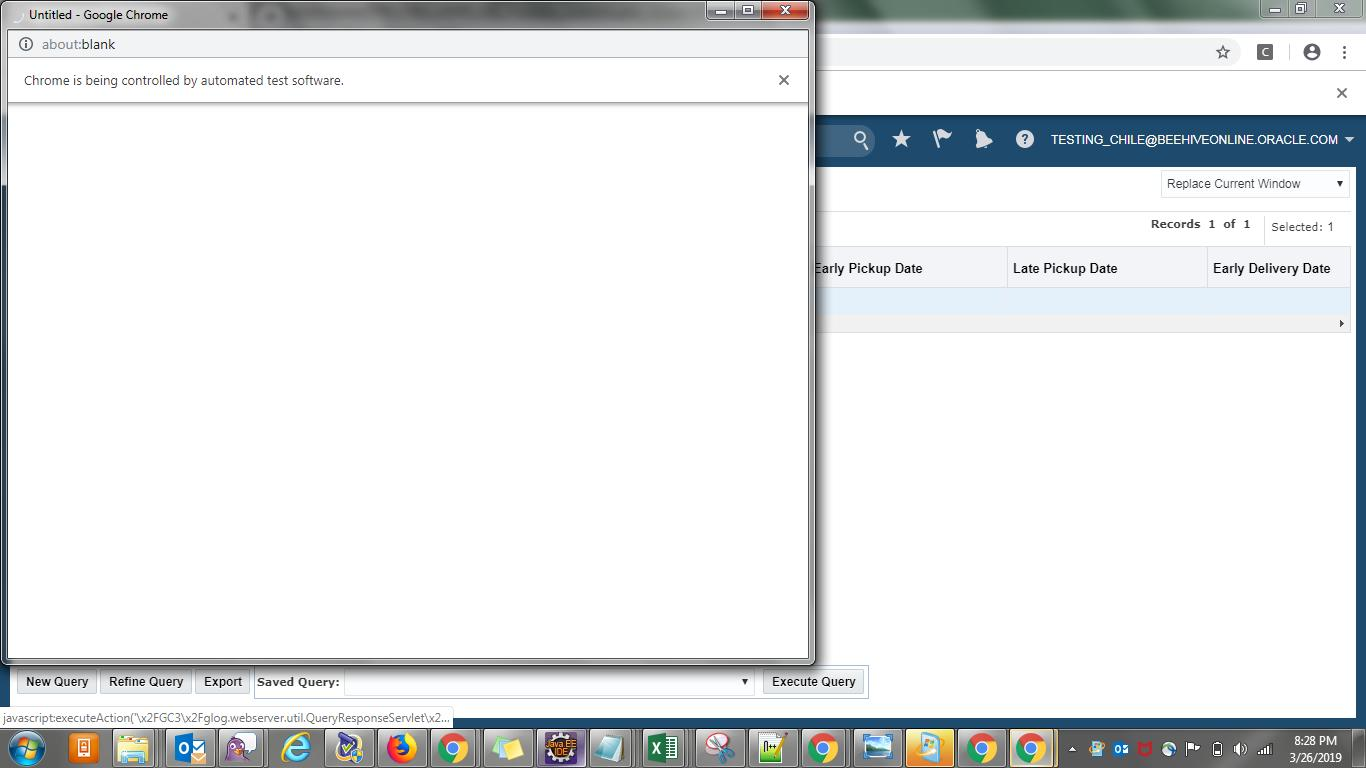 Untitled - Google Chrome
about:blank
Chrome is being controlled by automated test software.
C
TESTING_CHILE@BEEHIVEONLINE.ORACLE.COM
Replace Current Window
Records 1 of 1
Selected: 1
Early Pickup Date
Late Pickup Date
Early Delivery Date
New Query
Refine Query
Export
Saved Query:
Execute Query
javascript:executeAction("\x2FGC3\x2Fglog.webserver.util.QueryResponseServlet\x2...
Java EE
IDE
8:28 PM
3/26/2019